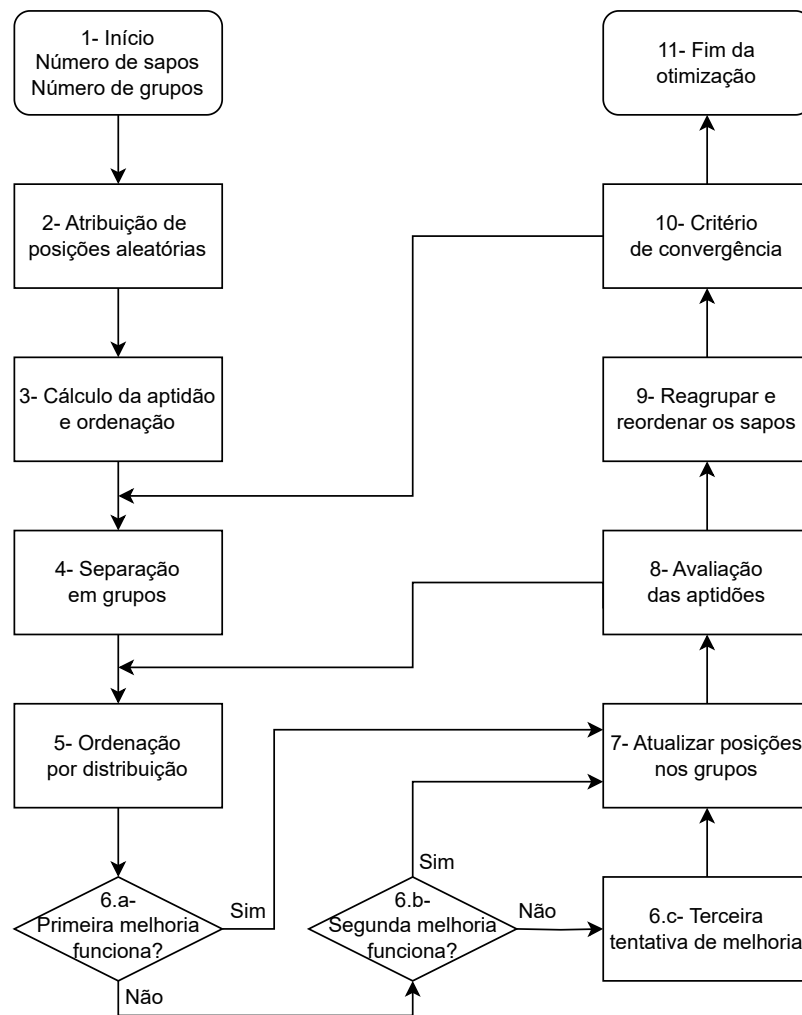 1- Início
Número de sapos
Número de grupos
2- Atribuição de
posições aleatórias
3- Cálculo da aptidão
e ordenação
4- Separação
em grupos
5- Ordenação
por distribuição
6.a-
Primeira melhoria
funciona?
Sim
Não
6.b-
Segunda melhoria
funciona?
Sim
Não
6.c- Terceira
tentativa de melhoria
7- Atualizar posições
nos grupos
8- Avaliação
das aptidões
9- Reagrupar e
reordenar os sapos
10- Critério
de convergência
11- Fim da
otimização